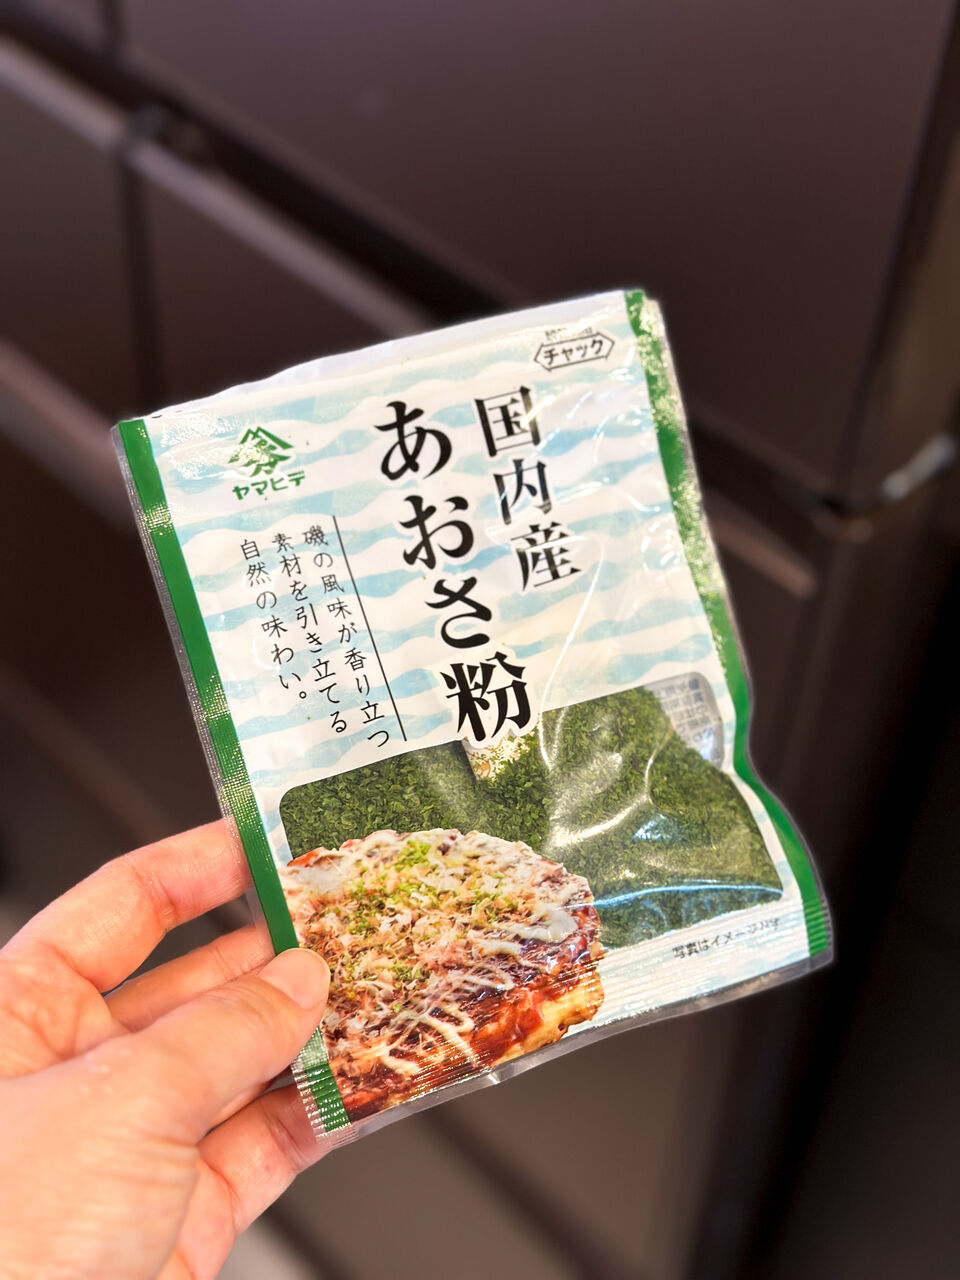 チャック
国内産
あおさ粉
ヤマヒデ
磯の風味が香り立つ
素材を引き立てる
自然の味わい。
写真はイメージです